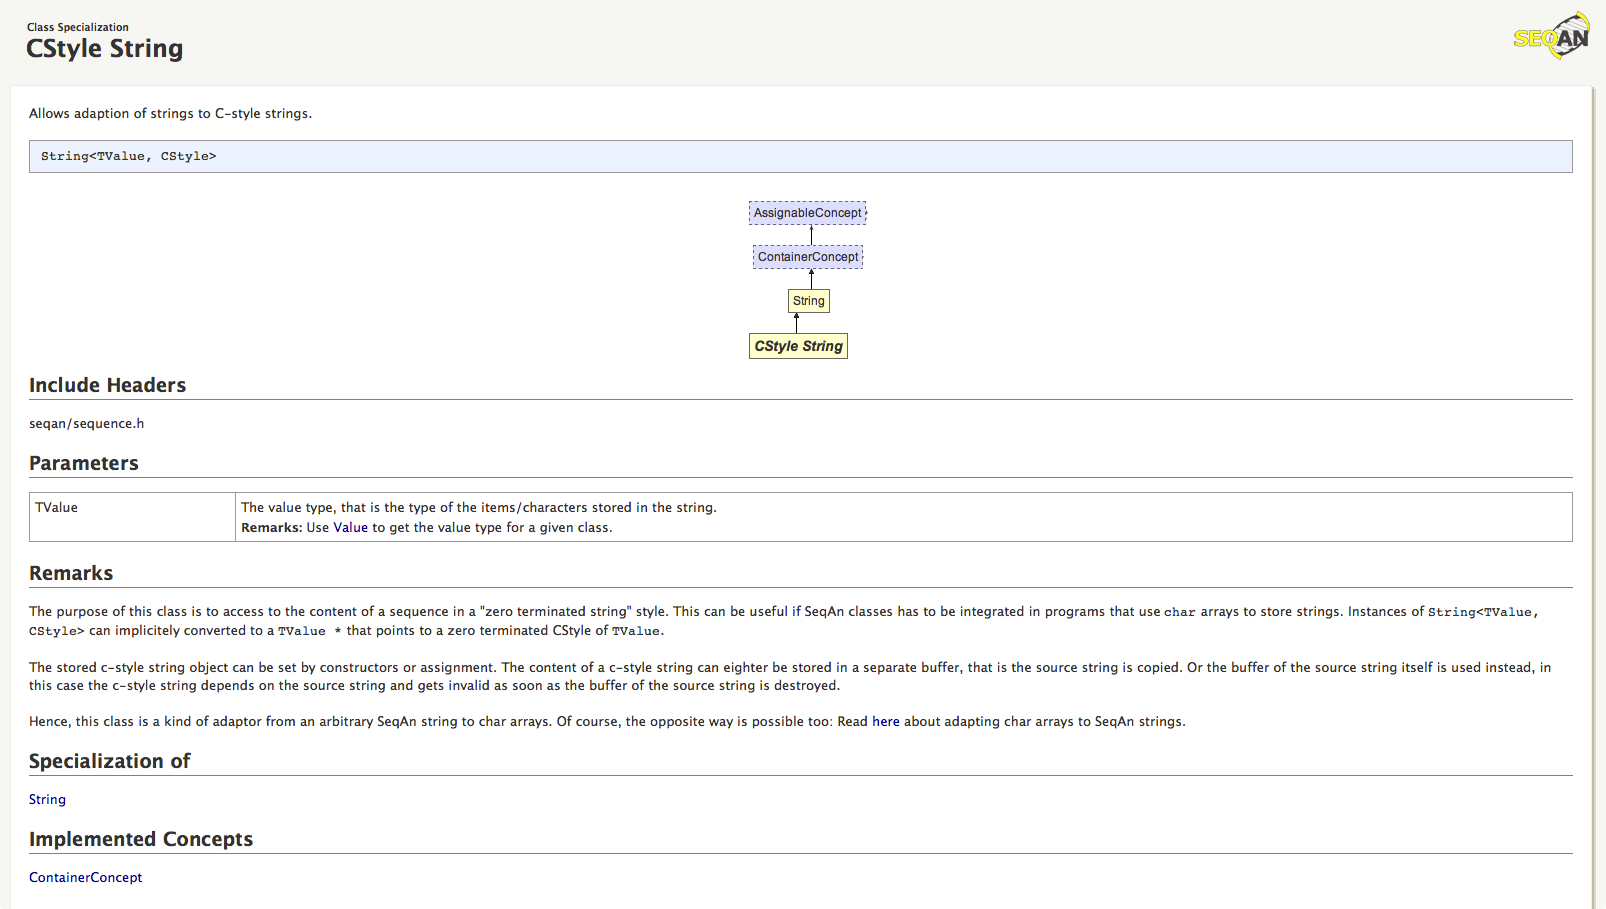 Class Specialization
CStyle String
SEQAN
Allows adaption of strings to C-style strings.
String<TValue, CStyle>
AssignableConcept
ContainerConcept
String
CStyle String
Include Headers
seqan/sequence.h
Parameters
TValue
The value type, that is the type of the items/characters stored in the string.
Remarks: Use Value to get the value type for a given class.
Remarks
The purpose of this class is to access to the content of a sequence in a "zero terminated string" style. This can be useful if SeqAn classes has to be integrated in programs that use char arrays to store strings. Instances of String<TValue,
CStyle> can implicitely converted to a TValue * that points to a zero terminated CStyle of TValue.
The stored c-style string object can be set by constructors or assignment. The content of a c-style string can eighter be stored in a separate buffer, that is the source string is copied. Or the buffer of the source string itself is used instead, in
this case the c-style string depends on the source string and gets invalid as soon as the buffer of the source string is destroyed.
Hence, this class is a kind of adaptor from an arbitrary SeqAn string to char arrays. Of course, the opposite way is possible too: Read here about adapting char arrays to SeqAn strings.
Specialization of
String
Implemented Concepts
ContainerConcept